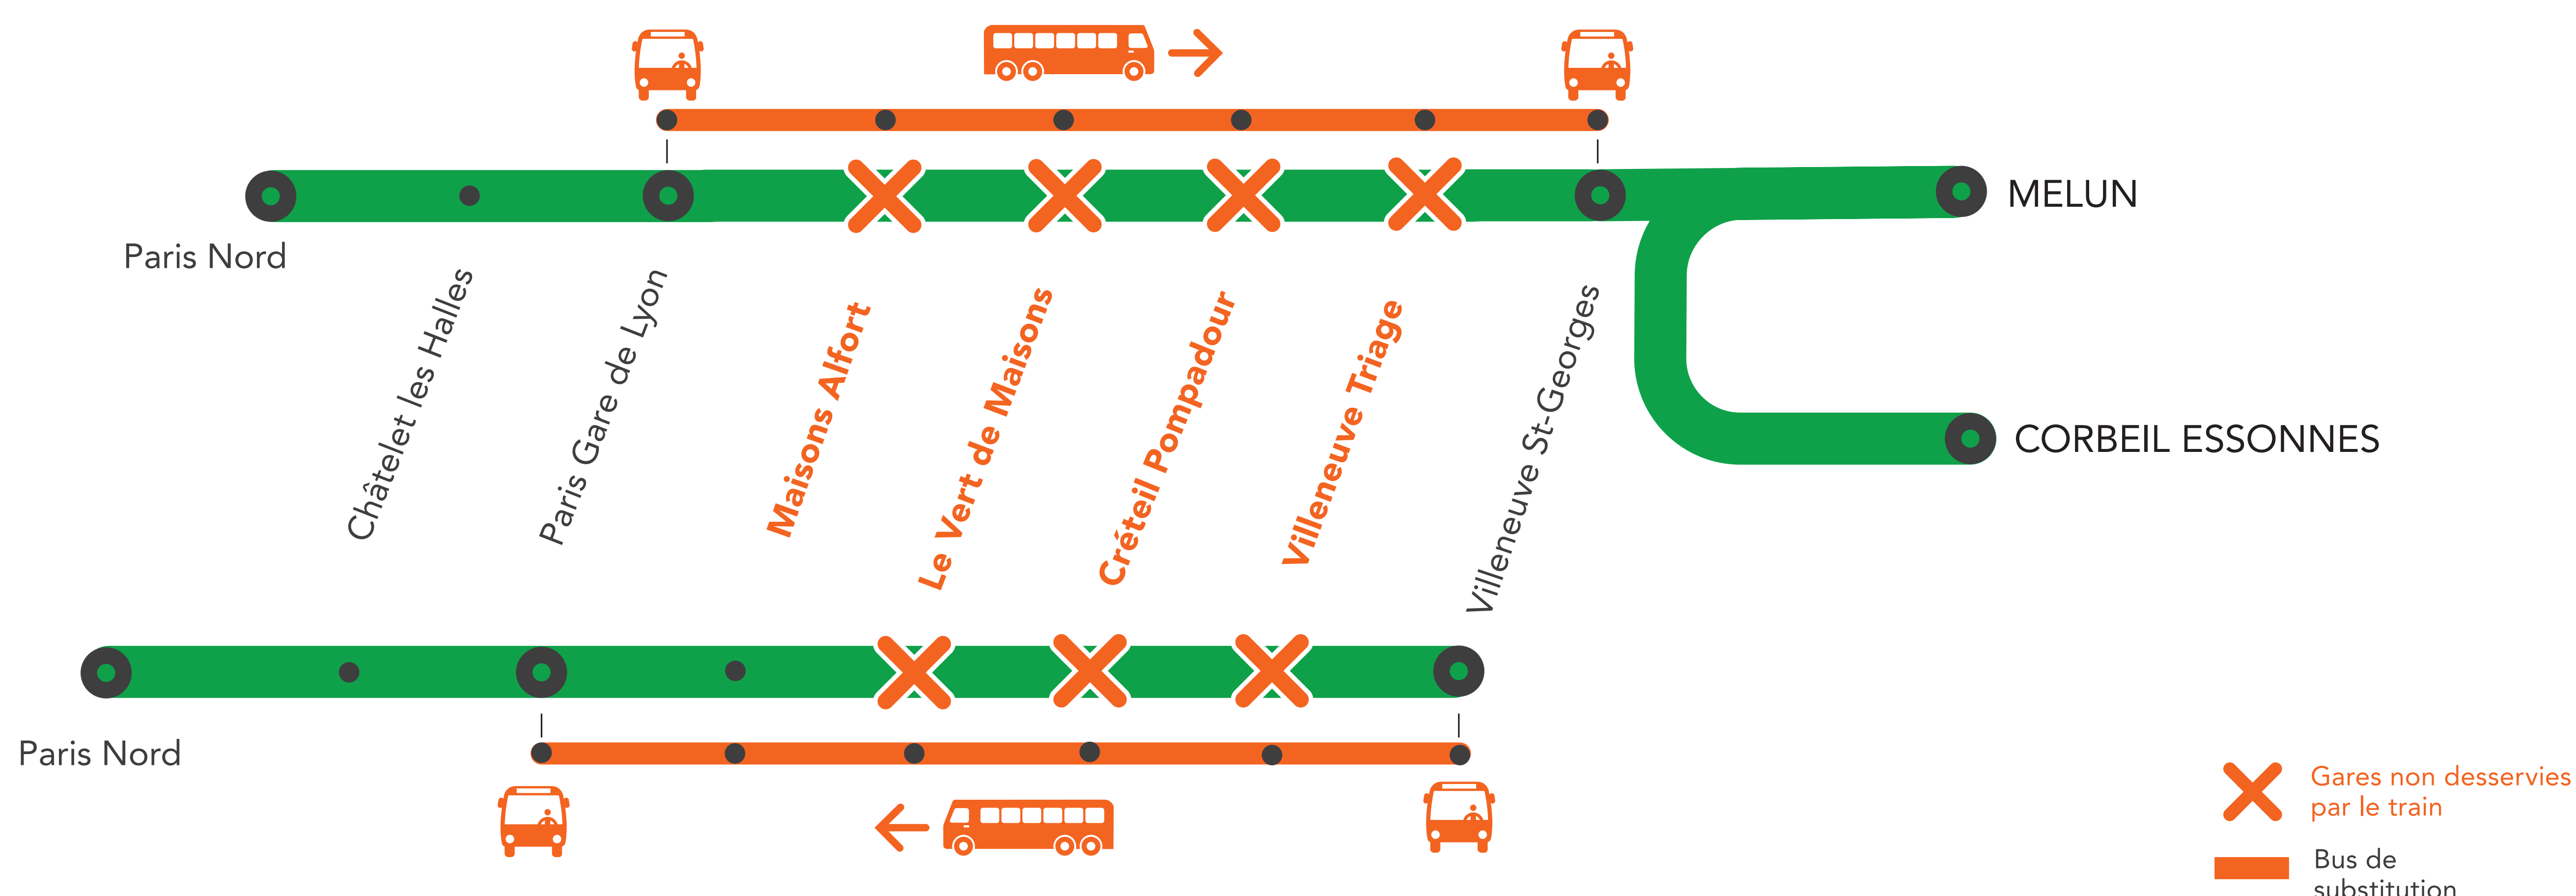 MELUN
Paris Nord
Châtelet les Halles
Paris Gare de Lyon
Maisons Alfort
Le Vert de Maisons
Créteil Pompadour
Villeneuve Triage
Villeneuve St-Georges
CORBEIL ESSONNES
Paris Nord
Gares non desservies
par le train
Bus de
substitution